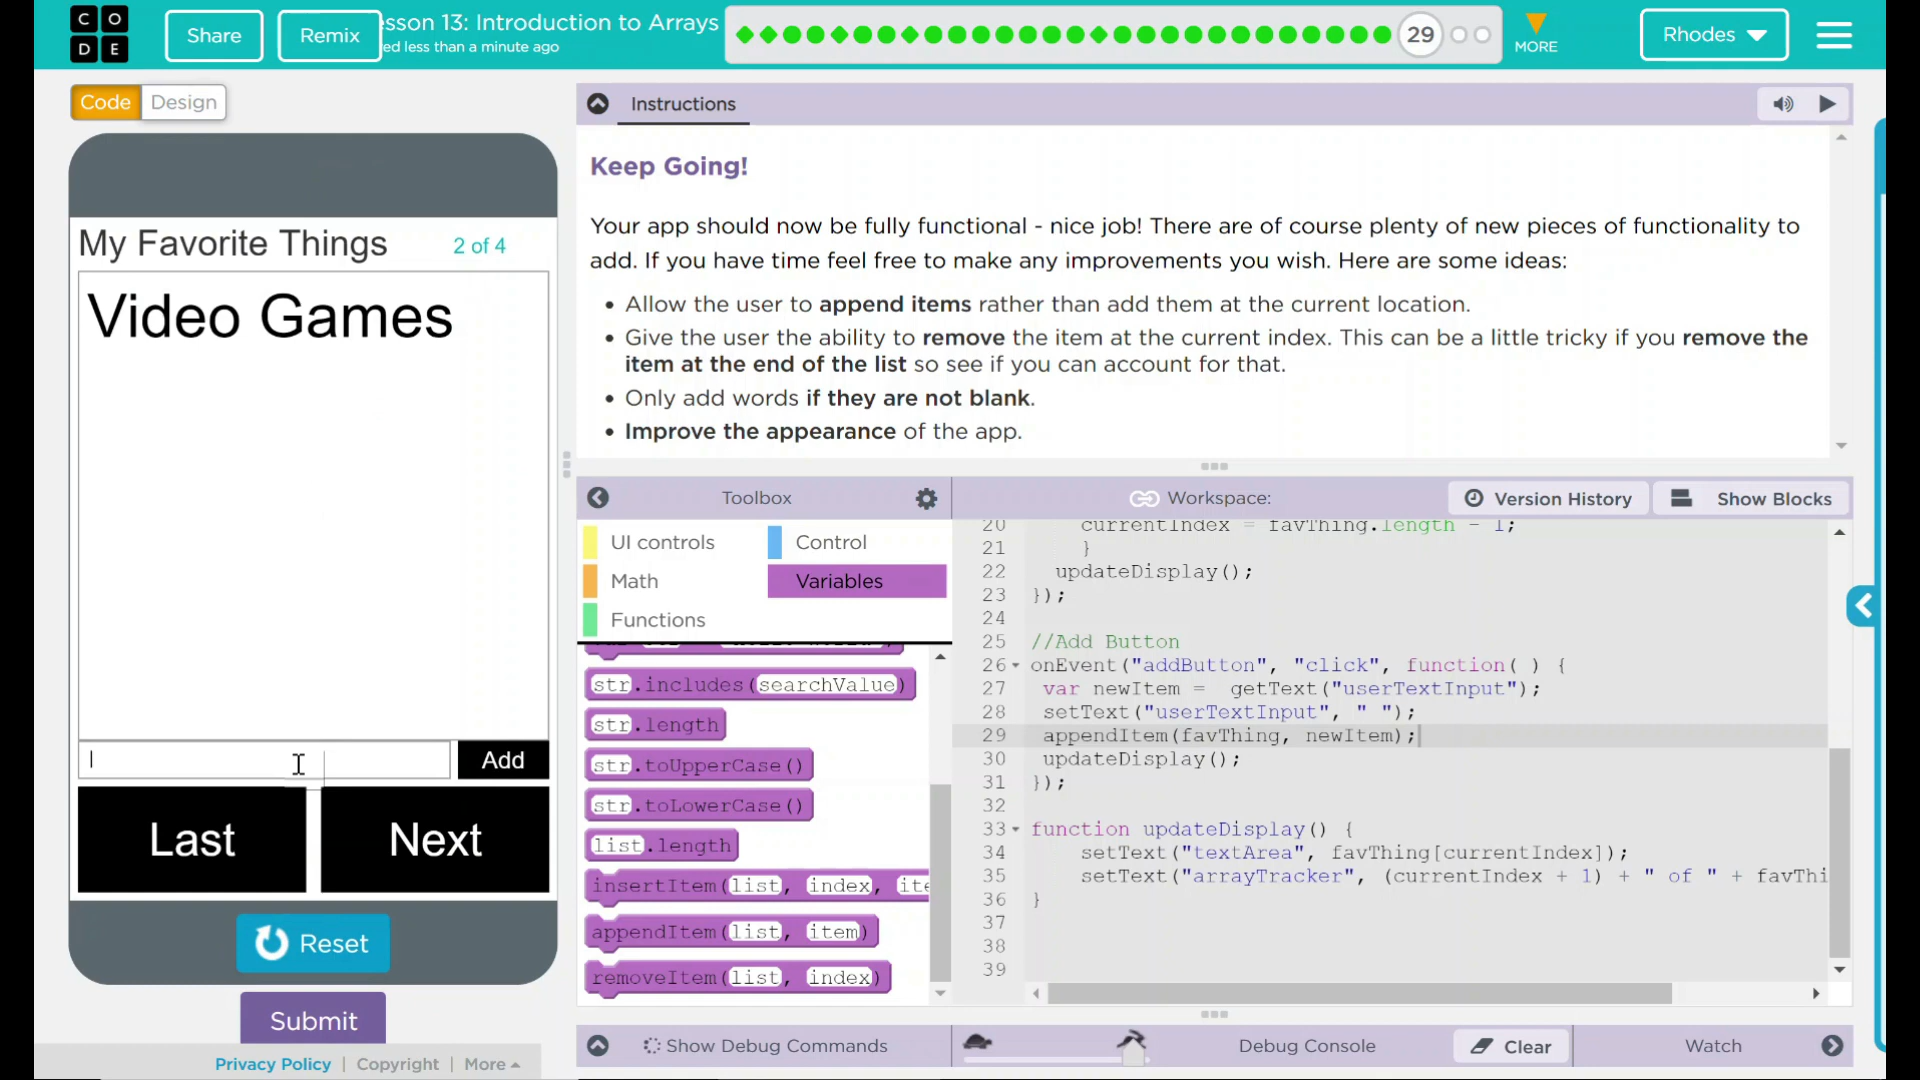 CODE
Share
Remix
esson 13: Introduction to Arrays
ed less than a minute ago
29
MORE
Rhodes
Code
Design
My Favorite Things
2 of 4
Video Games
Add
Last
Next
Reset
Submit
Privacy Policy | Copyright | More
Instructions
Keep Going!
Your app should now be fully functional - nice job! There are of course plenty of new pieces of functionality to
add. If you have time feel free to make any improvements you wish. Here are some ideas:
• Allow the user to append items rather than add them at the current location.
• Give the user the ability to remove the item at the current index. This can be a little tricky if you remove the
item at the end of the list so see if you can account for that.
• Only add words if they are not blank.
• Improve the appearance of the app.
Toolbox
UI controls
Control
Math
Variables
Functions
str.includes(searchValue)
str.length
str.toUpperCase()
str.toLowerCase()
list.length
insertItem(list, index, ite
appendItem(list, item)
removeItem(list, index)
Workspace:
Version History
Show Blocks
20 currentIndex = favThing.length - 1;
21 }
22 updateDisplay();
23 });
24
25 //Add Button
26 onEvent("addButton", "click", function( ) {
27 var newItem = getText("userTextInput");
28 setText("userTextInput", " ");
29 appendItem(favThing, newItem);
30 updateDisplay();
31 });
32
33 function updateDisplay() {
34 setText("textArea", favThing[currentIndex]);
35 setText("arrayTracker", (currentIndex + 1) + " of " + favThi
36 }
37
38
39
Show Debug Commands
Debug Console
Clear
Watch